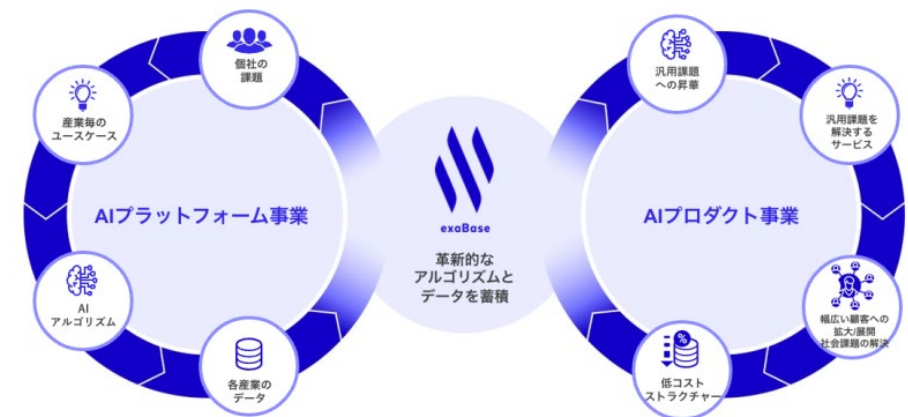 個社の
課題
産業毎の
ユースケース
AIプラットフォーム事業
AI
アルゴリズム
各産業の
データ
exaBase
革新的な
アルゴリズムと
データを蓄積
汎用課題
への昇華
汎用課題を
解決する
サービス
AIプロダクト事業
幅広い顧客への
拡大/展開
社会課題の解決
低コスト
ストラクチャー
%